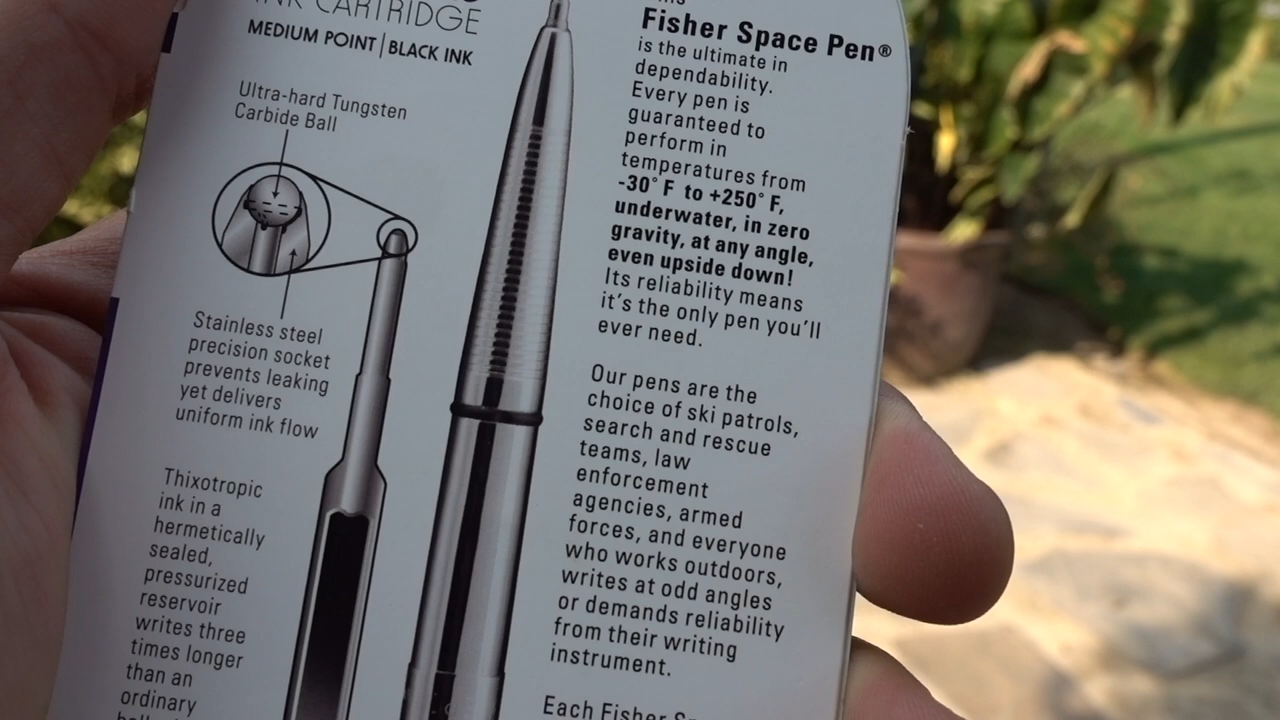 INK CARTRIDGE
MEDIUM POINT | BLACK INK
Ultra-hard Tungsten
Carbide Ball
Stainless steel
precision socket
prevents leaking
yet delivers
uniform ink flow
Thixotropic
ink in a
hermetically
sealed,
pressurized
reservoir
writes three
times longer
than an
ordinary
Fisher Space Pen®
is the ultimate in
dependability.
Every pen is
guaranteed to
perform in
temperatures from
-30° F to +250° F,
underwater, in zero
gravity, at any angle,
even upside down!
Its reliability means
it's the only pen you'll
ever need.
Our pens are the
choice of ski patrols,
search and rescue
teams, law
enforcement
agencies, armed
forces, and everyone
who works outdoors,
writes at odd angles
or demands reliability
from their writing
instrument.
Each Fisher